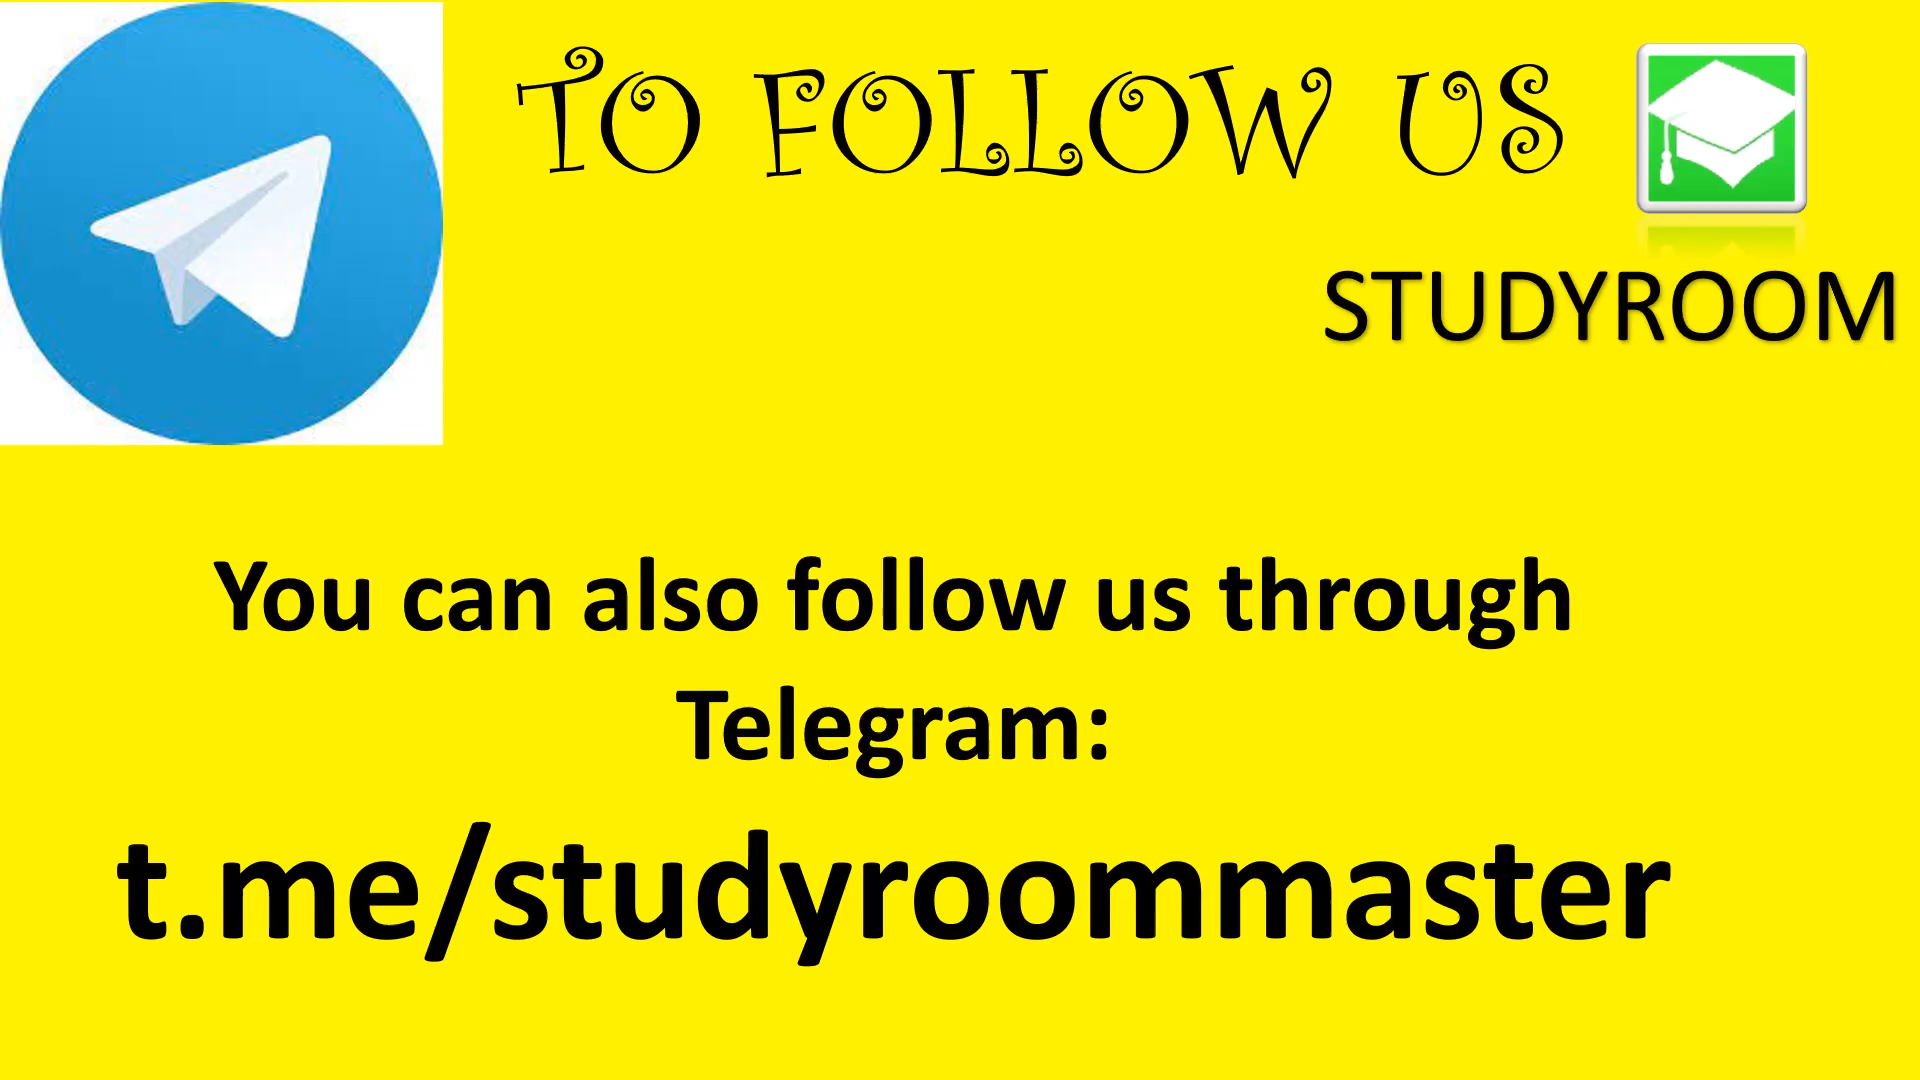 TO FOLLOW US
STUDYROOM
You can also follow us through
Telegram:
t.me/studyroommaster